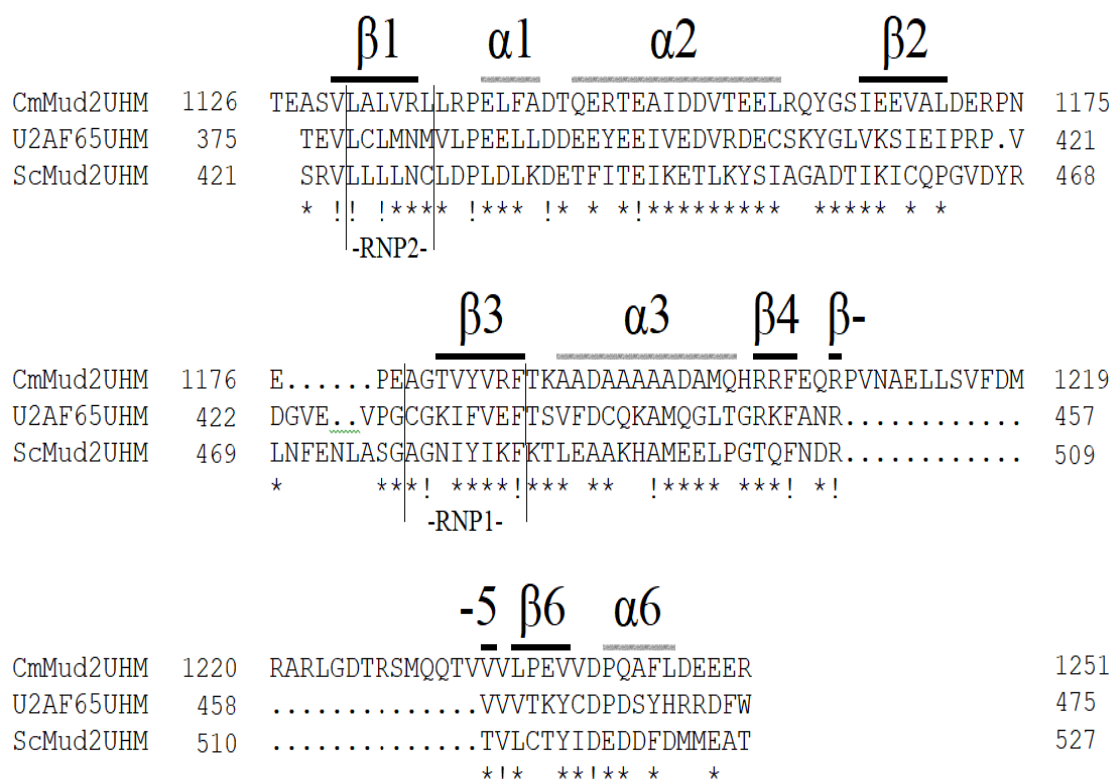 β1 α1 α2 β2
CmMud2UHM 1126 TEASVLALVRLLRPELFADTQERTEAIDDVTEELRQYGSIEEVALDERPN 1175
U2AF65UHM 375 TEVLCLMNMVLPEELLDDEEYEEIVEDVRDECSKYGLVKSIEIPRP.V 421
ScMud2UHM 421 SRVLLLLNCLDPLDLKDETFITEIKETLKYSIAGADTIKICQPGVDYR 468
* !! *!*** *!*** !* * *!********* ***** * *
-RNP2-
β3 α3 β4 β-
CmMud2UHM 1176 E......PEAGTVYVRFTKAADAAAAADAMQHRRFEQRPVNAELLSVFDM 1219
U2AF65UHM 422 DGVE..VPGCGKIFVEFTSVFDCQKAMQGLTGRKFANR............ 457
ScMud2UHM 469 LNFENLASGAGNIYIKFKTLEAAKHAMEELPGTQFNDR............ 509
* ***! ****!*** ** !**** ***! *!
-RNP1-
-5 β6 α6
CmMud2UHM 1220 RARLGDTRSMQQTVVVLPEVVDPQAFLDEEER 1251
U2AF65UHM 458 ..............VVVTKYCDPDSYHRRDFW 475
ScMud2UHM 510 ..............TVLCTYIDEDDFDMMEAT 527
*!* **!** * *